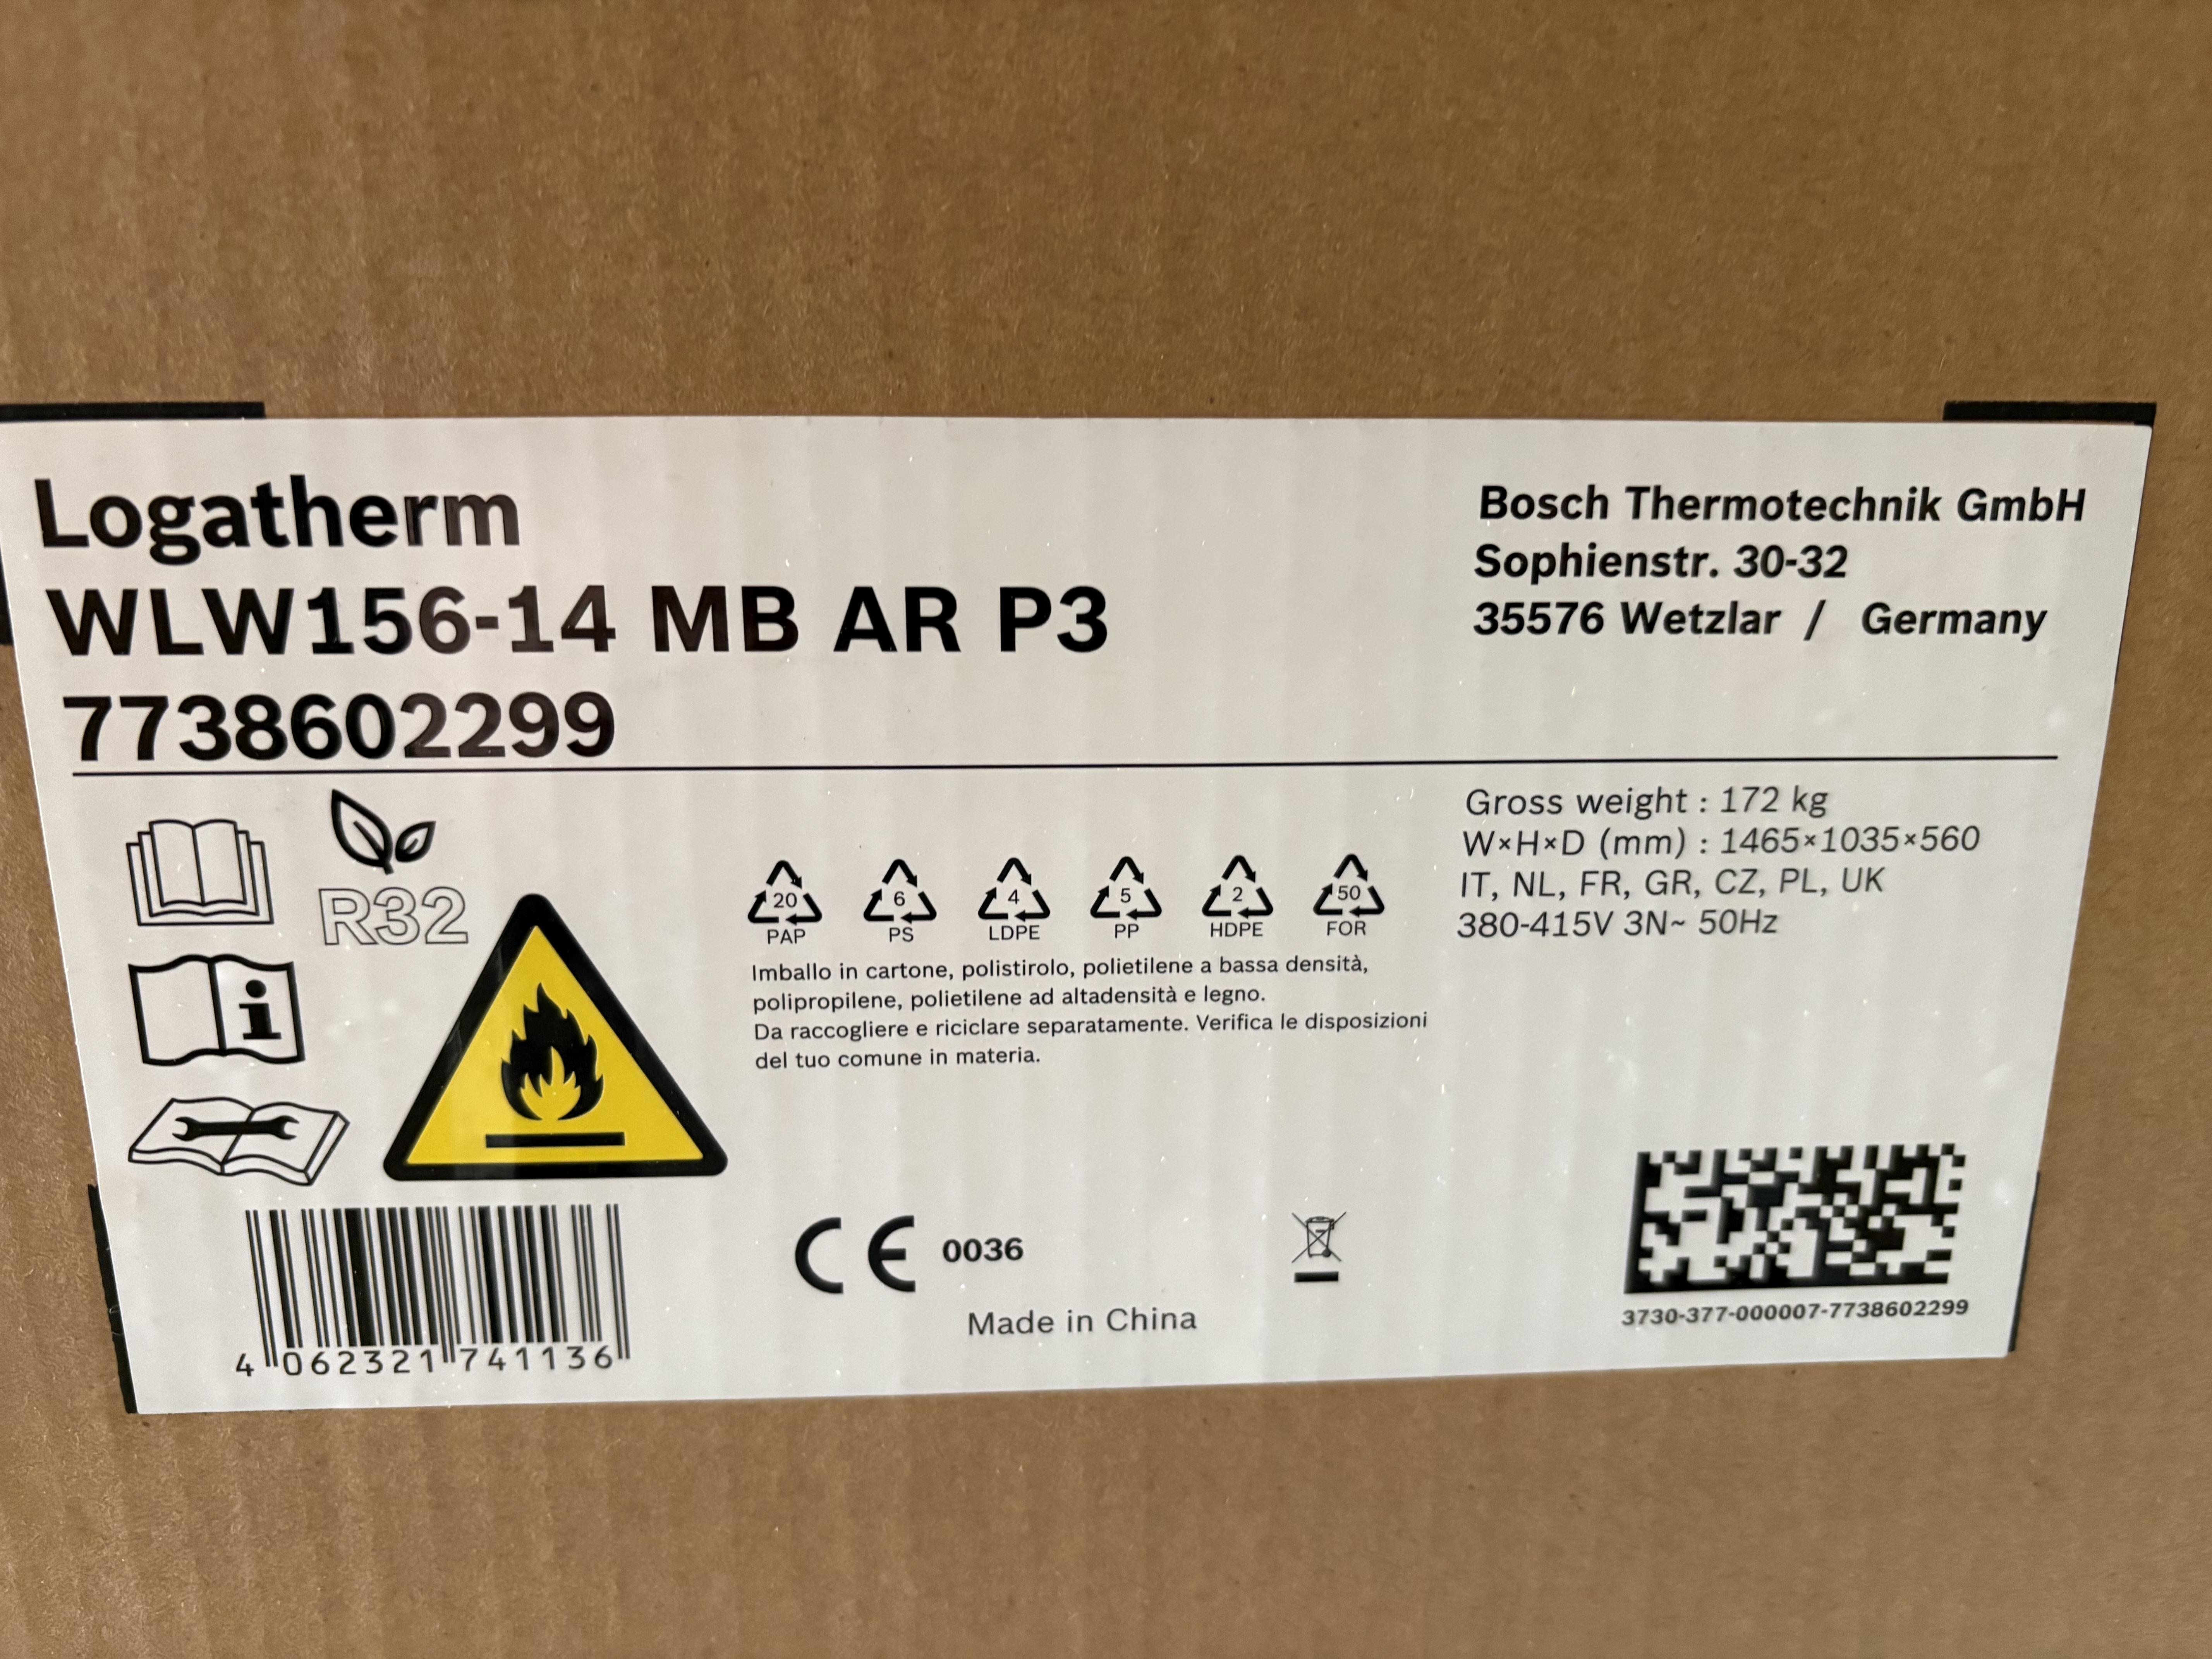 Logatherm
WLW156-14 MB AR P3
7738602299
Bosch Thermotechnik GmbH
Sophienstr. 30-32
35576 Wetzlar / Germany
R32
20
PAP
6
PS
4
LDPE
5
PP
2
HDPE
50
FOR
Imballo in cartone, polistirolo, polietilene a bassa densità,
polipropilene, polietilene ad altadensità e legno.
Da raccogliere e riciclare separatamente. Verifica le disposizioni
del tuo comune in materia.
Gross weight : 172 kg
W×H×D (mm) : 1465×1035×560
IT, NL, FR, GR, CZ, PL, UK
380-415V 3N~ 50Hz
i
4 062321 741136
CE 0036
Made in China
3730-377-000007-7738602299